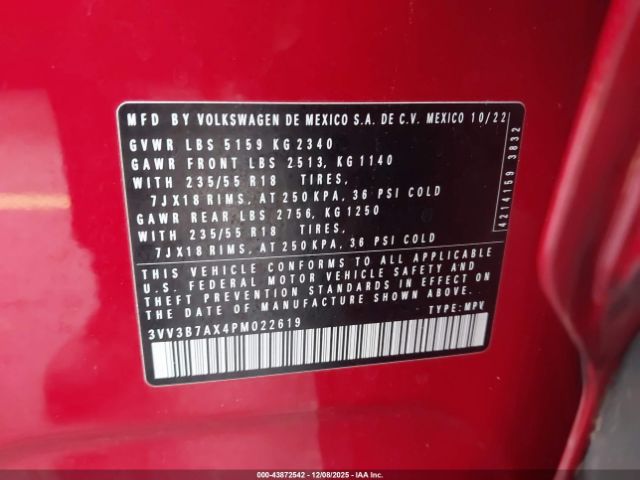 MFD BY VOLKSWAGEN DE MEXICO S.A. DE C.V. MEXICO 10/22
GVWR LBS 5159 KG 2340
GAWR FRONT LBS 2513, KG 1140
WITH 235/55 R18 TIRES,
7JX18 RIMS, AT 250 KPA, 36 PSI COLD
GAWR REAR LBS 2756, KG 1250
WITH 235/55 R18 TIRES,
7JX18 RIMS, AT 250 KPA, 36 PSI COLD
THIS VEHICLE CONFORMS TO ALL APPLICABLE
U.S. FEDERAL MOTOR VEHICLE SAFETY AND
THEFT PREVENTION STANDARDS IN EFFECT ON
THE DATE OF MANUFACTURE SHOWN ABOVE.
3VV3B7AX4PM022619 TYPE: MPV
421J4159 3832
000-43872542 - 12/08/2025 - IAAI.com